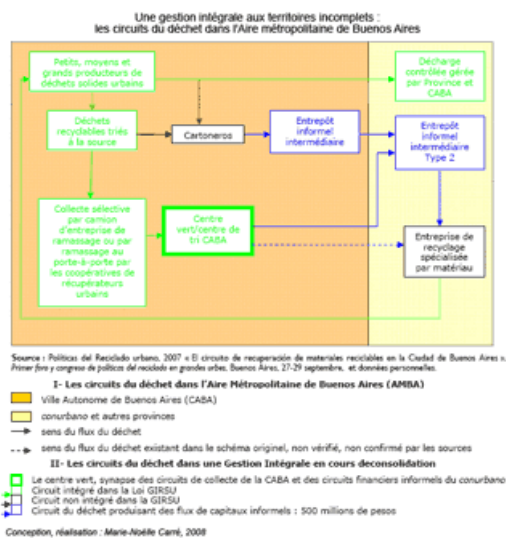 Une gestion intégrale aux territoires incomplets :
les circuits du déchet dans l'Aire métropolitaine de Buenos Aires
Petits, moyens et
grands producteurs de
déchets solides urbains
Décharge
contrôlée gérée
par Province et
CABA
Déchets
recyclables triés
à la source
Cartoneros
Entrepôt
informel
intermédiaire
Entrepôt
informel
intermédiaire
Type 2
Collecte sélective
par camion
d'entreprise de
ramassage ou par
ramassage au
porte-à-porte par
les coopératives de
récupérateurs
urbains
Centre
vert/centre de
tri CABA
Entreprise de
recyclage
spécialisée
par matériau
Source : Políticas del Reciclado urbano, 2007 « El circuito de recuperación de materiales reciclables en la Ciudad de Buenos Aires »,
Primer foro y congreso de políticas del reciclado en grandes urbes, Buenos Aires, 27-29 septembre, et données personnelles.
I- Les circuits du déchet dans l'Aire Métropolitaine de Buenos Aires (AMBA)
Ville Autonome de Buenos Aires (CABA)
conurbano et autres provinces
sens du flux du déchet
sens du flux du déchet existant dans le schéma originel, non vérifié, non confirmé par les sources
II- Les circuits du déchet dans une Gestion Intégrale en cours deconsolidation
Le centre vert, synapse des circuits de collecte de la CABA et des circuits financiers informels du conurbano
Circuit intégré dans la Loi GIRSU
Circuit non intégré dans la GIRSU
Circuit du déchet produisant des flux de capitaux informels : 500 millions de pesos
Conception, réalisation : Marie-Noëlle Carré, 2008